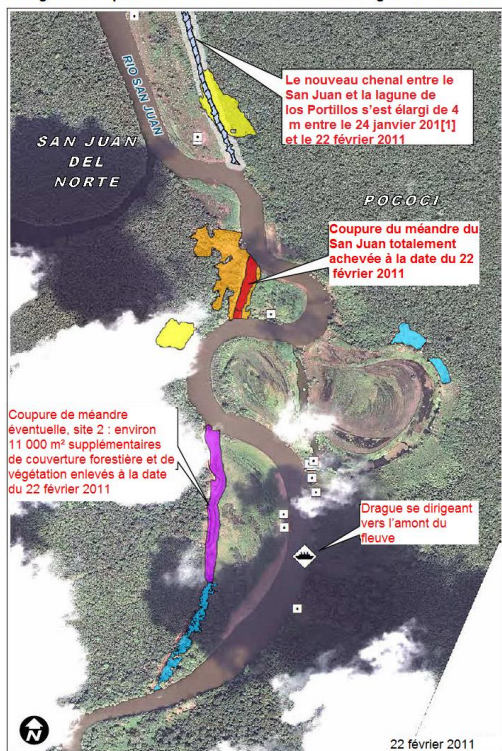 Le nouveau chenal entre le
San Juan et la lagune de
los Portillos s'est élargi de 4
m entre le 24 janvier 201[1]
et le 22 février 2011
RIO SAN JUAN
SAN JUAN
DEL
NORTE
POCOCI
Coupure du méandre du
San Juan totalement
achevée à la date du 22
février 2011
Coupure de méandre
éventuelle, site 2 : environ
11 000 m² supplémentaires
de couverture forestière et de
végétation enlevés à la date
du 22 février 2011
Drague se dirigeant
vers l'amont du
fleuve
N
22 février 2011